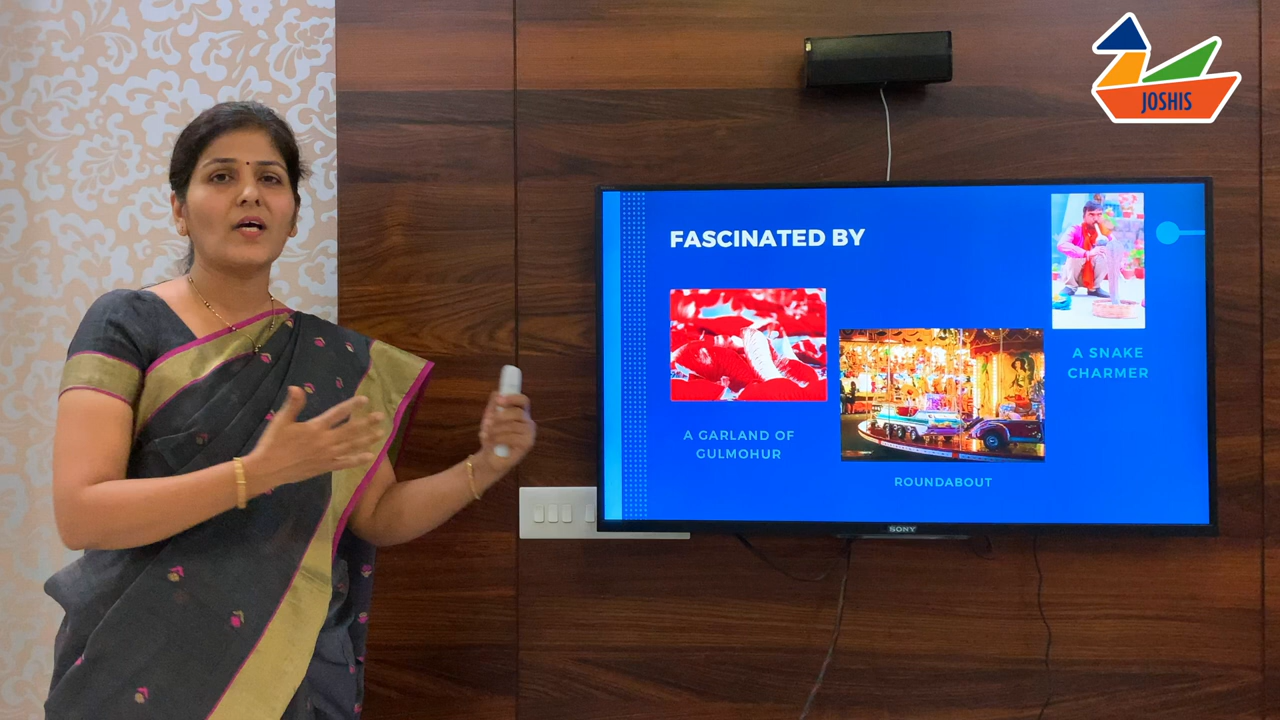 JOSHIS
FASCINATED BY
A SNAKE
CHARMER
A GARLAND OF
GULMOHUR
ROUNDABOUT
SONY